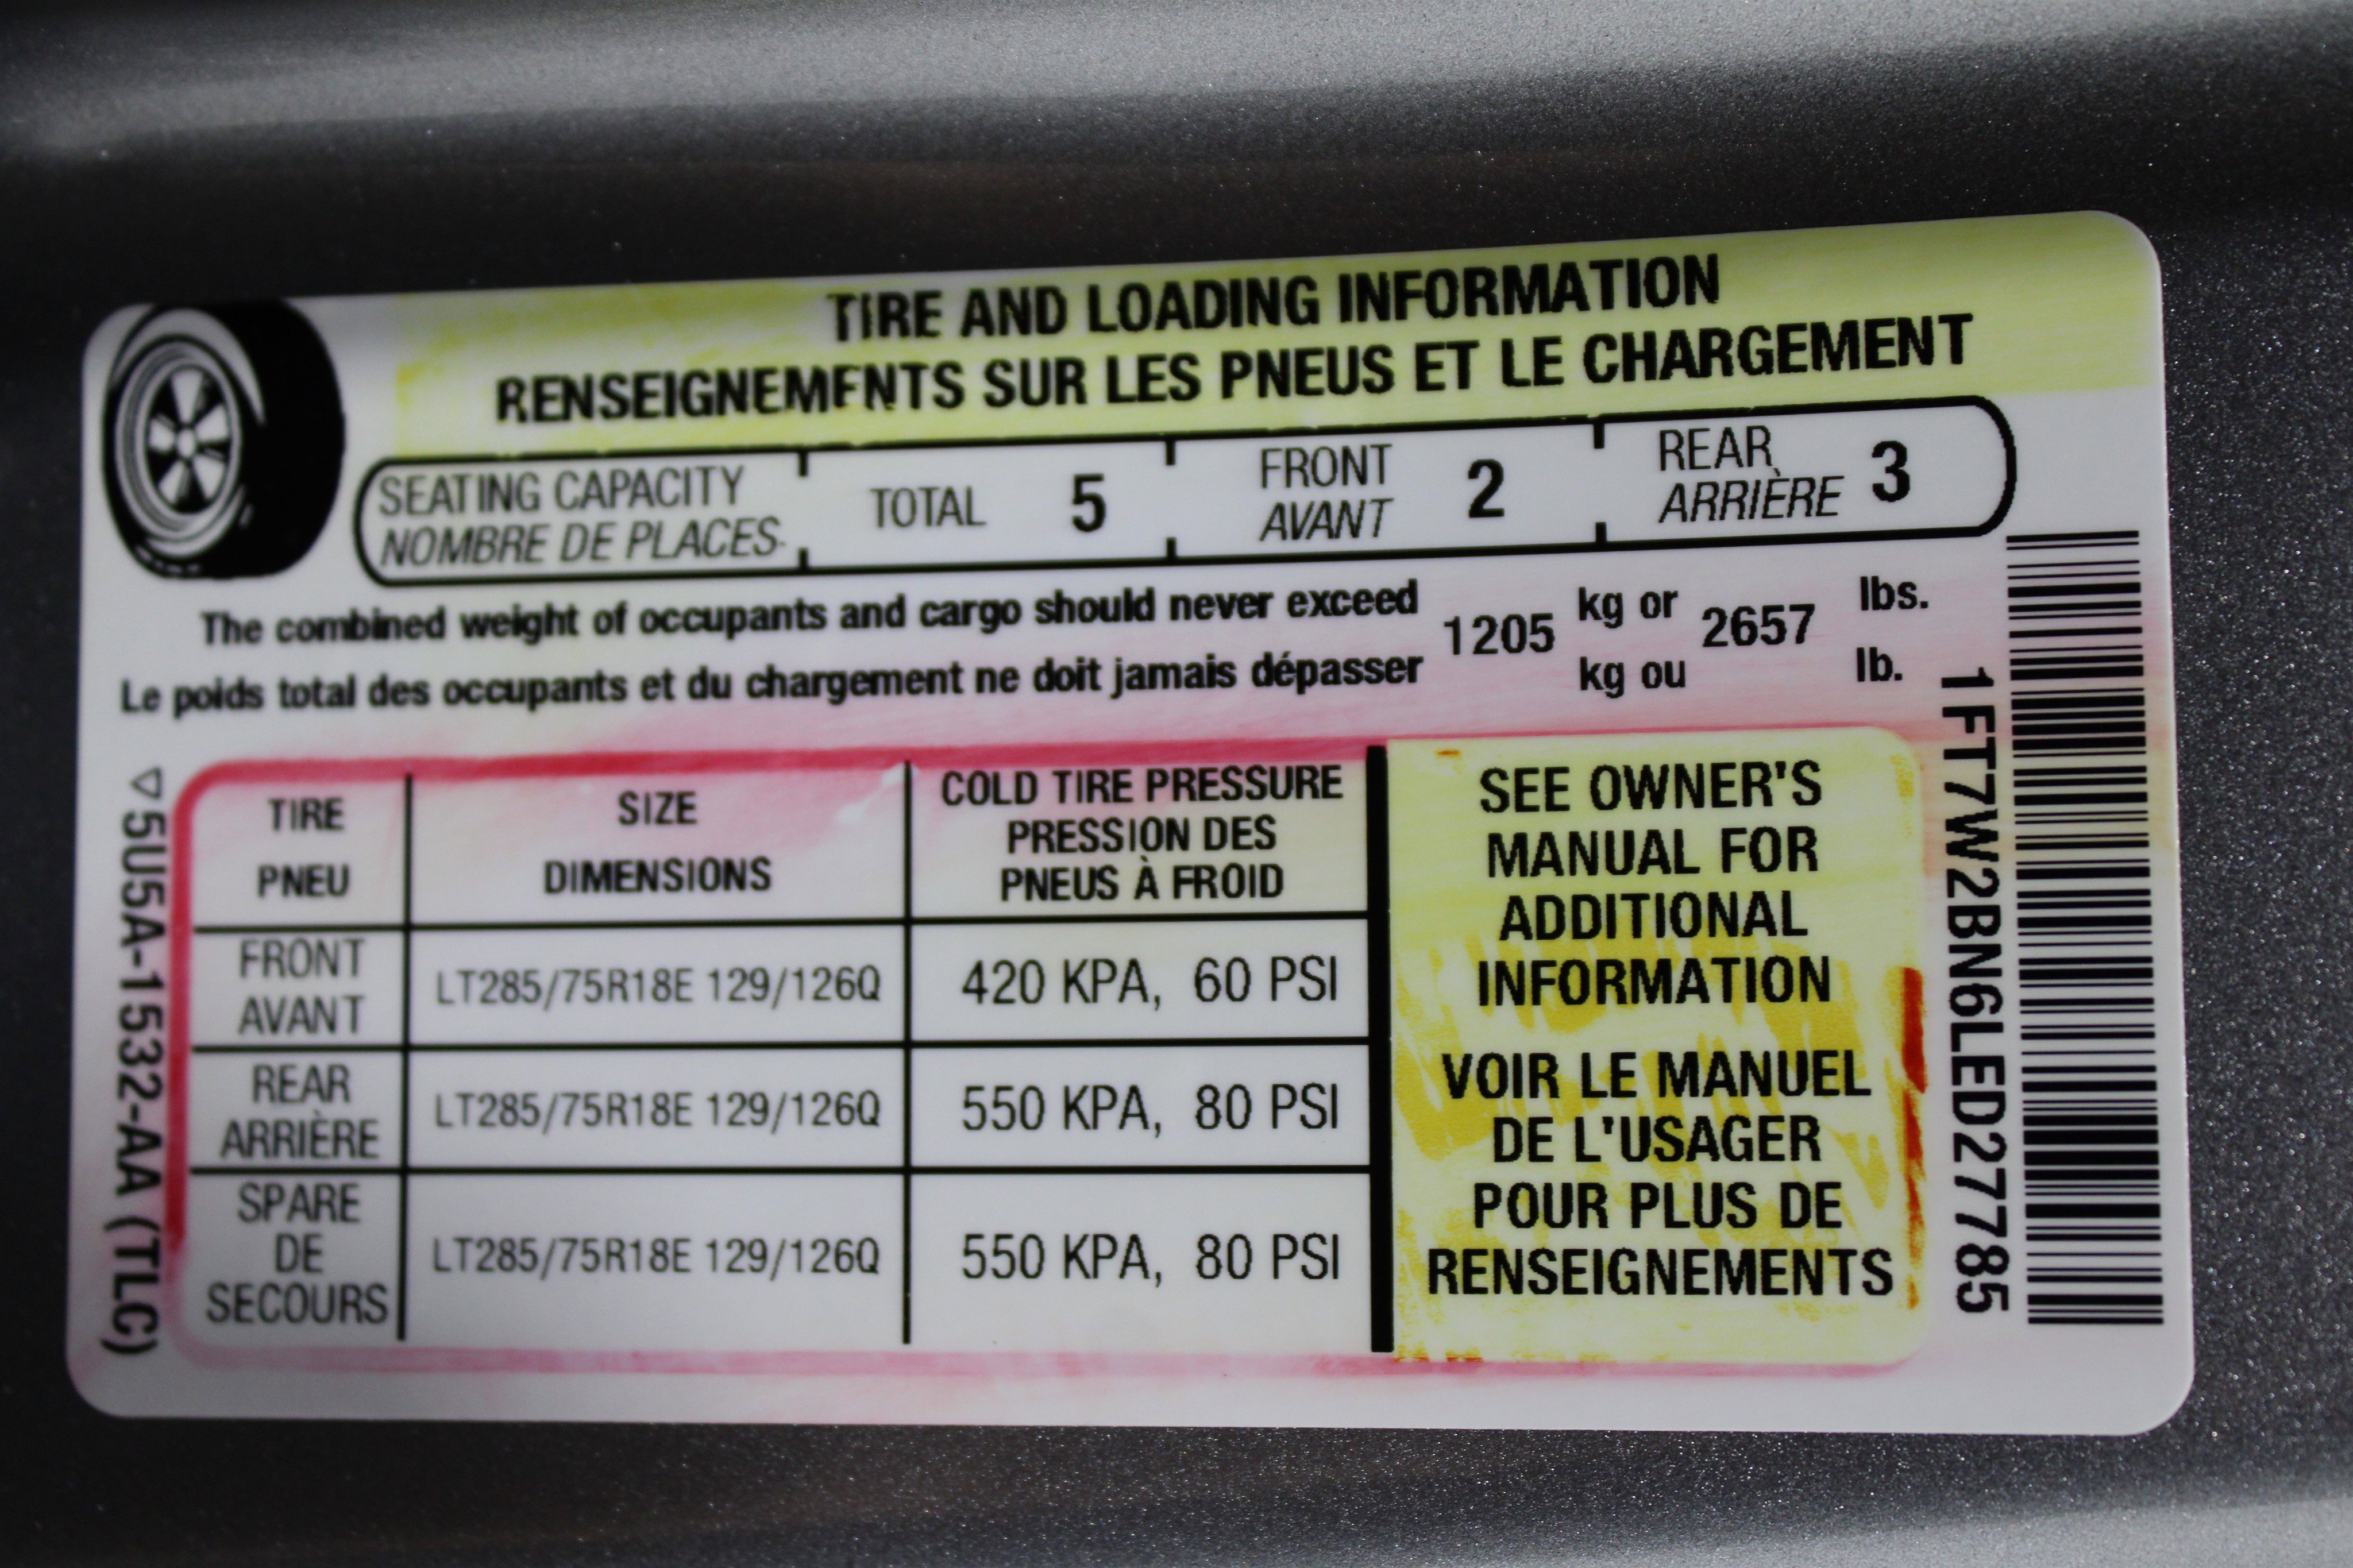 TIRE AND LOADING INFORMATION
RENSEIGNEMENTS SUR LES PNEUS ET LE CHARGEMENT
SEATING CAPACITY
NOMBRE DE PLACES
TOTAL 5
FRONT
AVANT
2
REAR
ARRIÈRE
3
The combined weight of occupants and cargo should never exceed 1205 kg or 2657 lbs.
Le poids total des occupants et du chargement ne doit jamais dépasser kg ou lb.
TIRE
PNEU
SIZE
DIMENSIONS
COLD TIRE PRESSURE
PRESSION DES
PNEUS À FROID
FRONT
AVANT
LT285/75R18E 129/126Q
420 KPA, 60 PSI
REAR
ARRIÈRE
LT285/75R18E 129/126Q
550 KPA, 80 PSI
SPARE
DE
SECOURS
LT285/75R18E 129/126Q
550 KPA, 80 PSI
SEE OWNER'S
MANUAL FOR
ADDITIONAL
INFORMATION
VOIR LE MANUEL
DE L'USAGER
POUR PLUS DE
RENSEIGNEMENTS
5U5A-1532-AA (TLC)
1FT7W2BN6LED27785